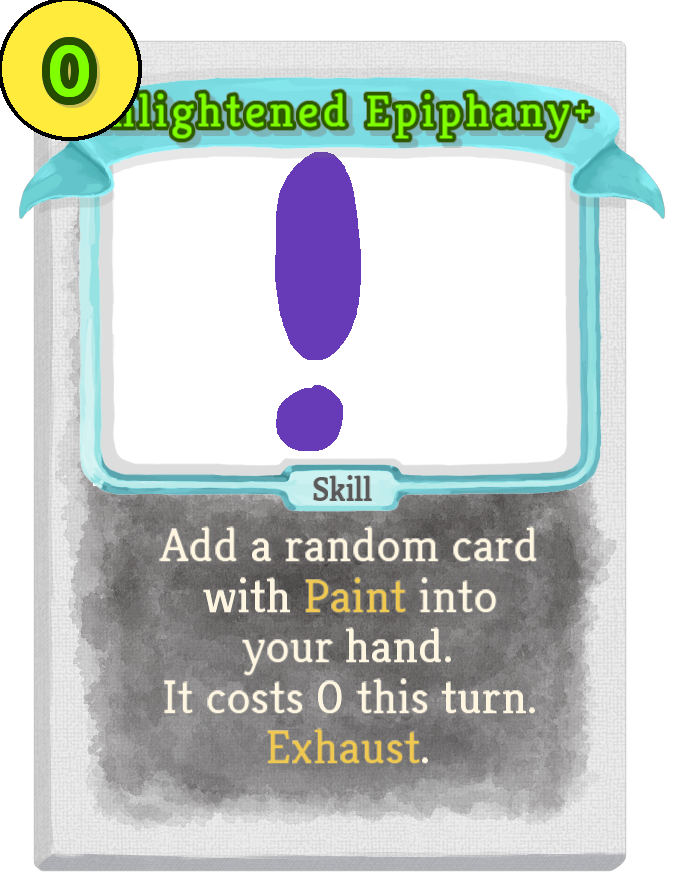 0
nlightened Epiphany+
Skill
Add a random card
with Paint into
your hand.
It costs 0 this turn.
Exhaust.